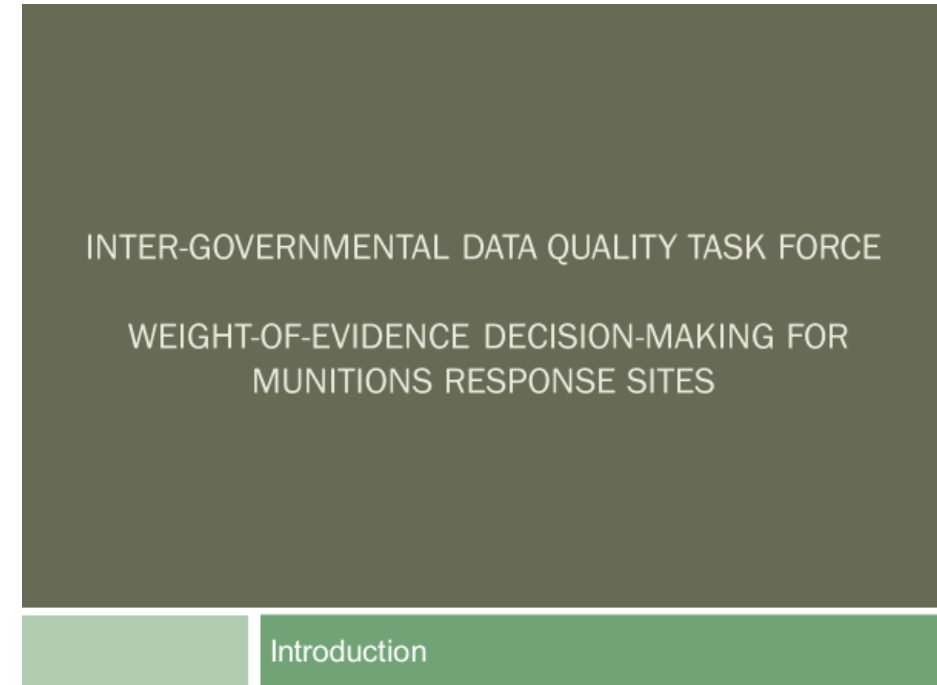 INTER-GOVERNMENTAL DATA QUALITY TASK FORCE
WEIGHT-OF-EVIDENCE DECISION-MAKING FOR
MUNITIONS RESPONSE SITES
Introduction